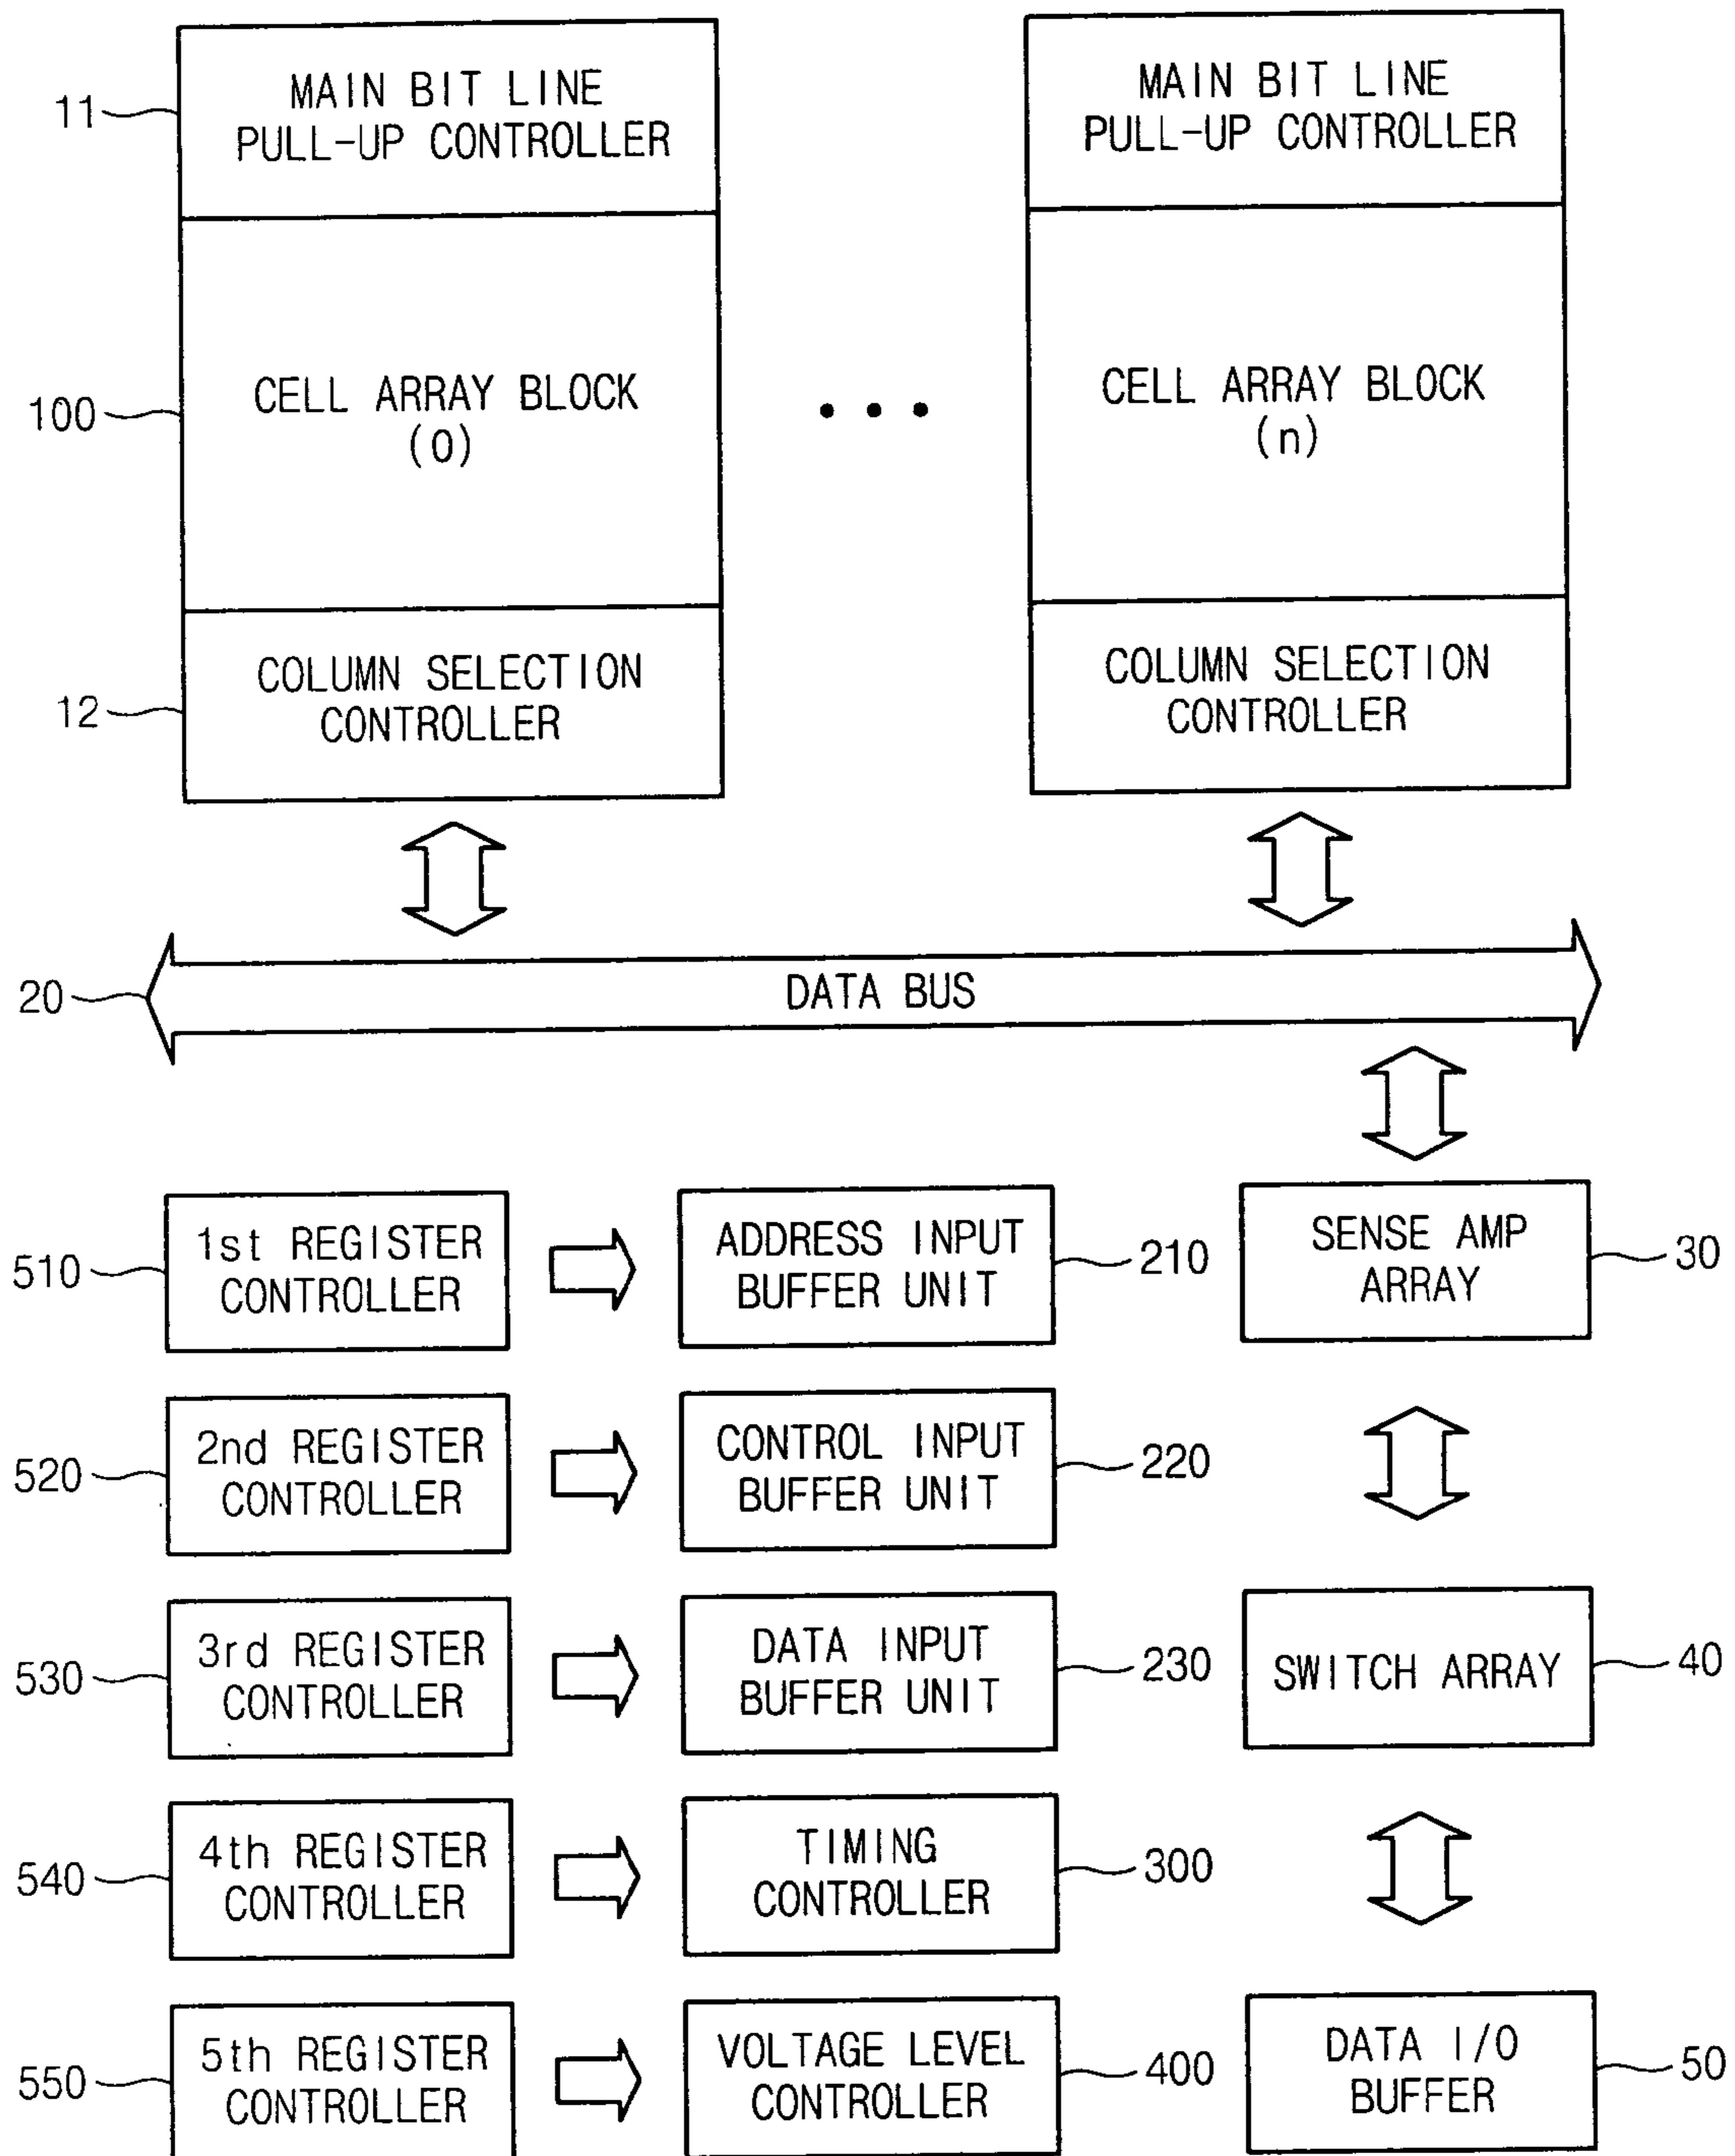 11
MAIN BIT LINE
PULL-UP CONTROLLER
MAIN BIT LINE
PULL-UP CONTROLLER
100
CELL ARRAY BLOCK
(0)
• • •
CELL ARRAY BLOCK
(n)
12
COLUMN SELECTION
CONTROLLER
COLUMN SELECTION
CONTROLLER
20
DATA BUS
510
1st REGISTER
CONTROLLER
ADDRESS INPUT
BUFFER UNIT
210
SENSE AMP
ARRAY
30
520
2nd REGISTER
CONTROLLER
CONTROL INPUT
BUFFER UNIT
220
530
3rd REGISTER
CONTROLLER
DATA INPUT
BUFFER UNIT
230
SWITCH ARRAY
40
540
4th REGISTER
CONTROLLER
TIMING
CONTROLLER
300
550
5th REGISTER
CONTROLLER
VOLTAGE LEVEL
CONTROLLER
400
DATA I/O
BUFFER
50